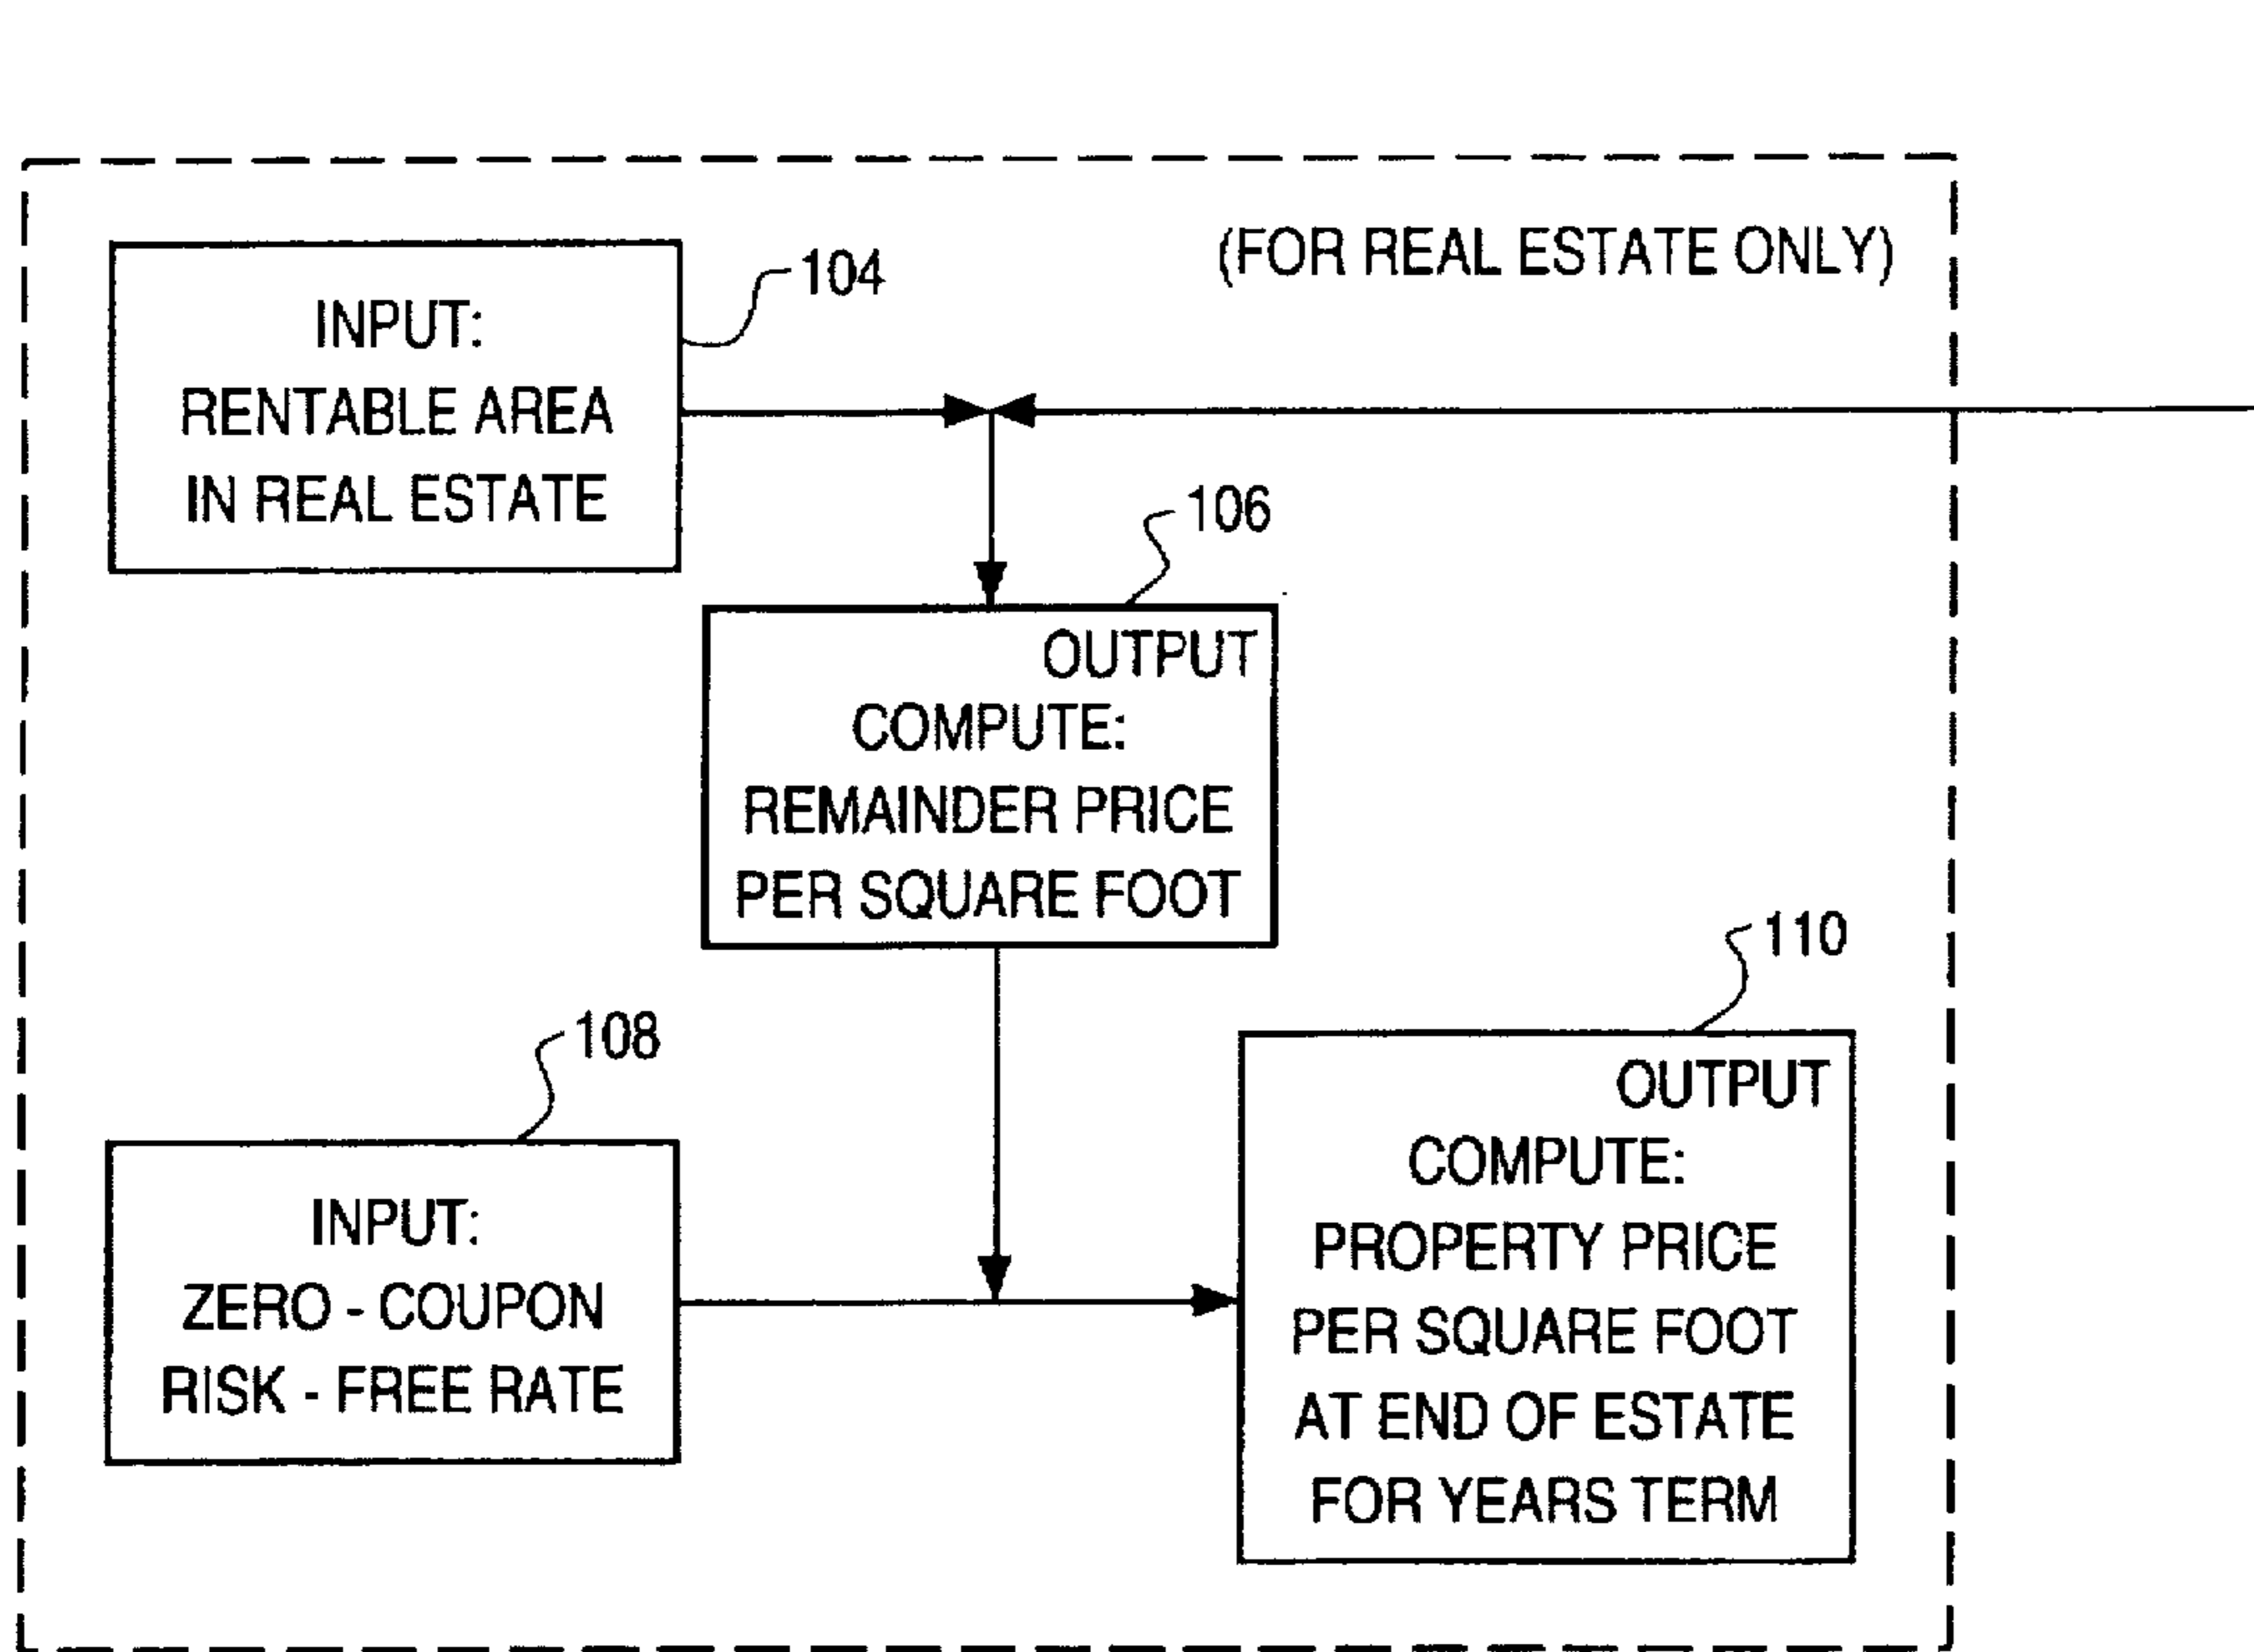 (FOR REAL ESTATE ONLY)
104
INPUT:
RENTABLE AREA
IN REAL ESTATE
106
OUTPUT
COMPUTE:
REMAINDER PRICE
PER SQUARE FOOT
108
INPUT:
ZERO - COUPON
RISK - FREE RATE
110
OUTPUT
COMPUTE:
PROPERTY PRICE
PER SQUARE FOOT
AT END OF ESTATE
FOR YEARS TERM